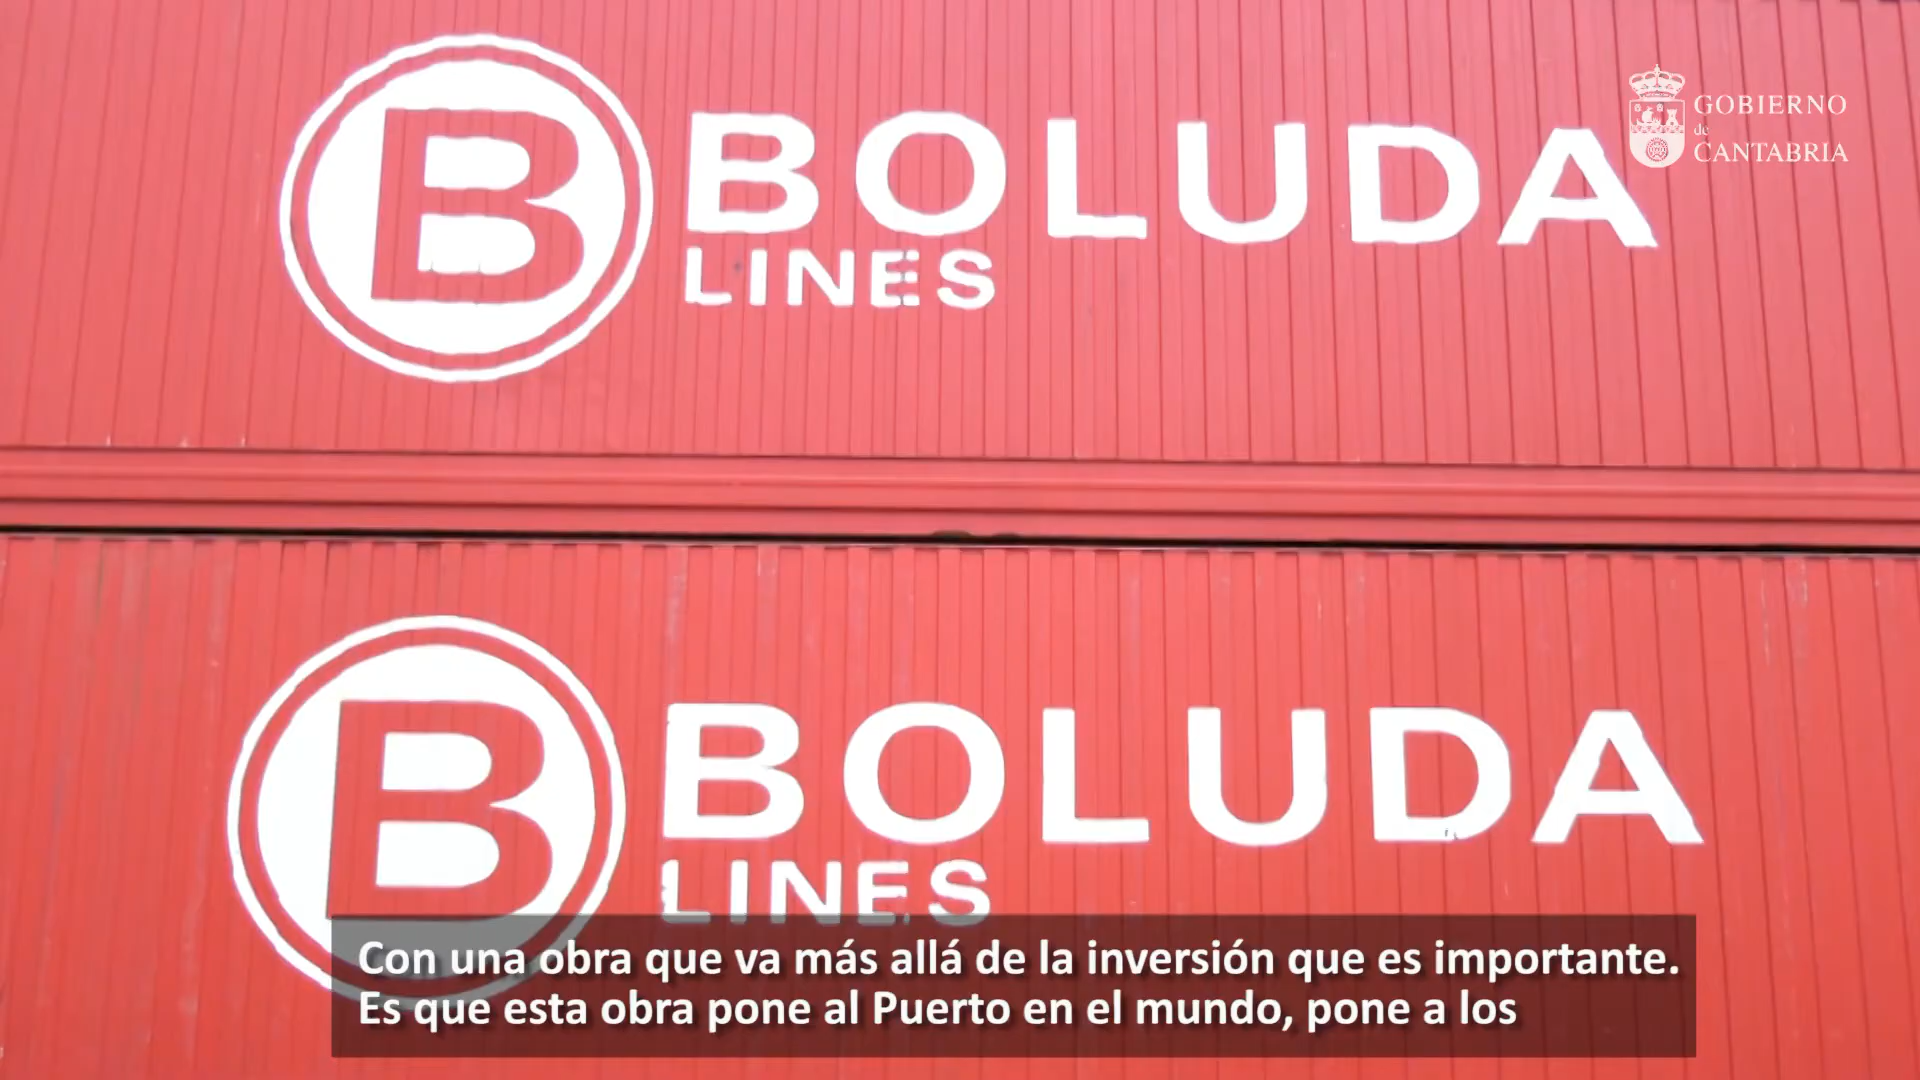 B BOLUDA
LINES
GOBIERNO
de
CANTABRIA
B BOLUDA
LINES
Con una obra que va más allá de la inversión que es importante.
Es que esta obra pone al Puerto en el mundo, pone a los